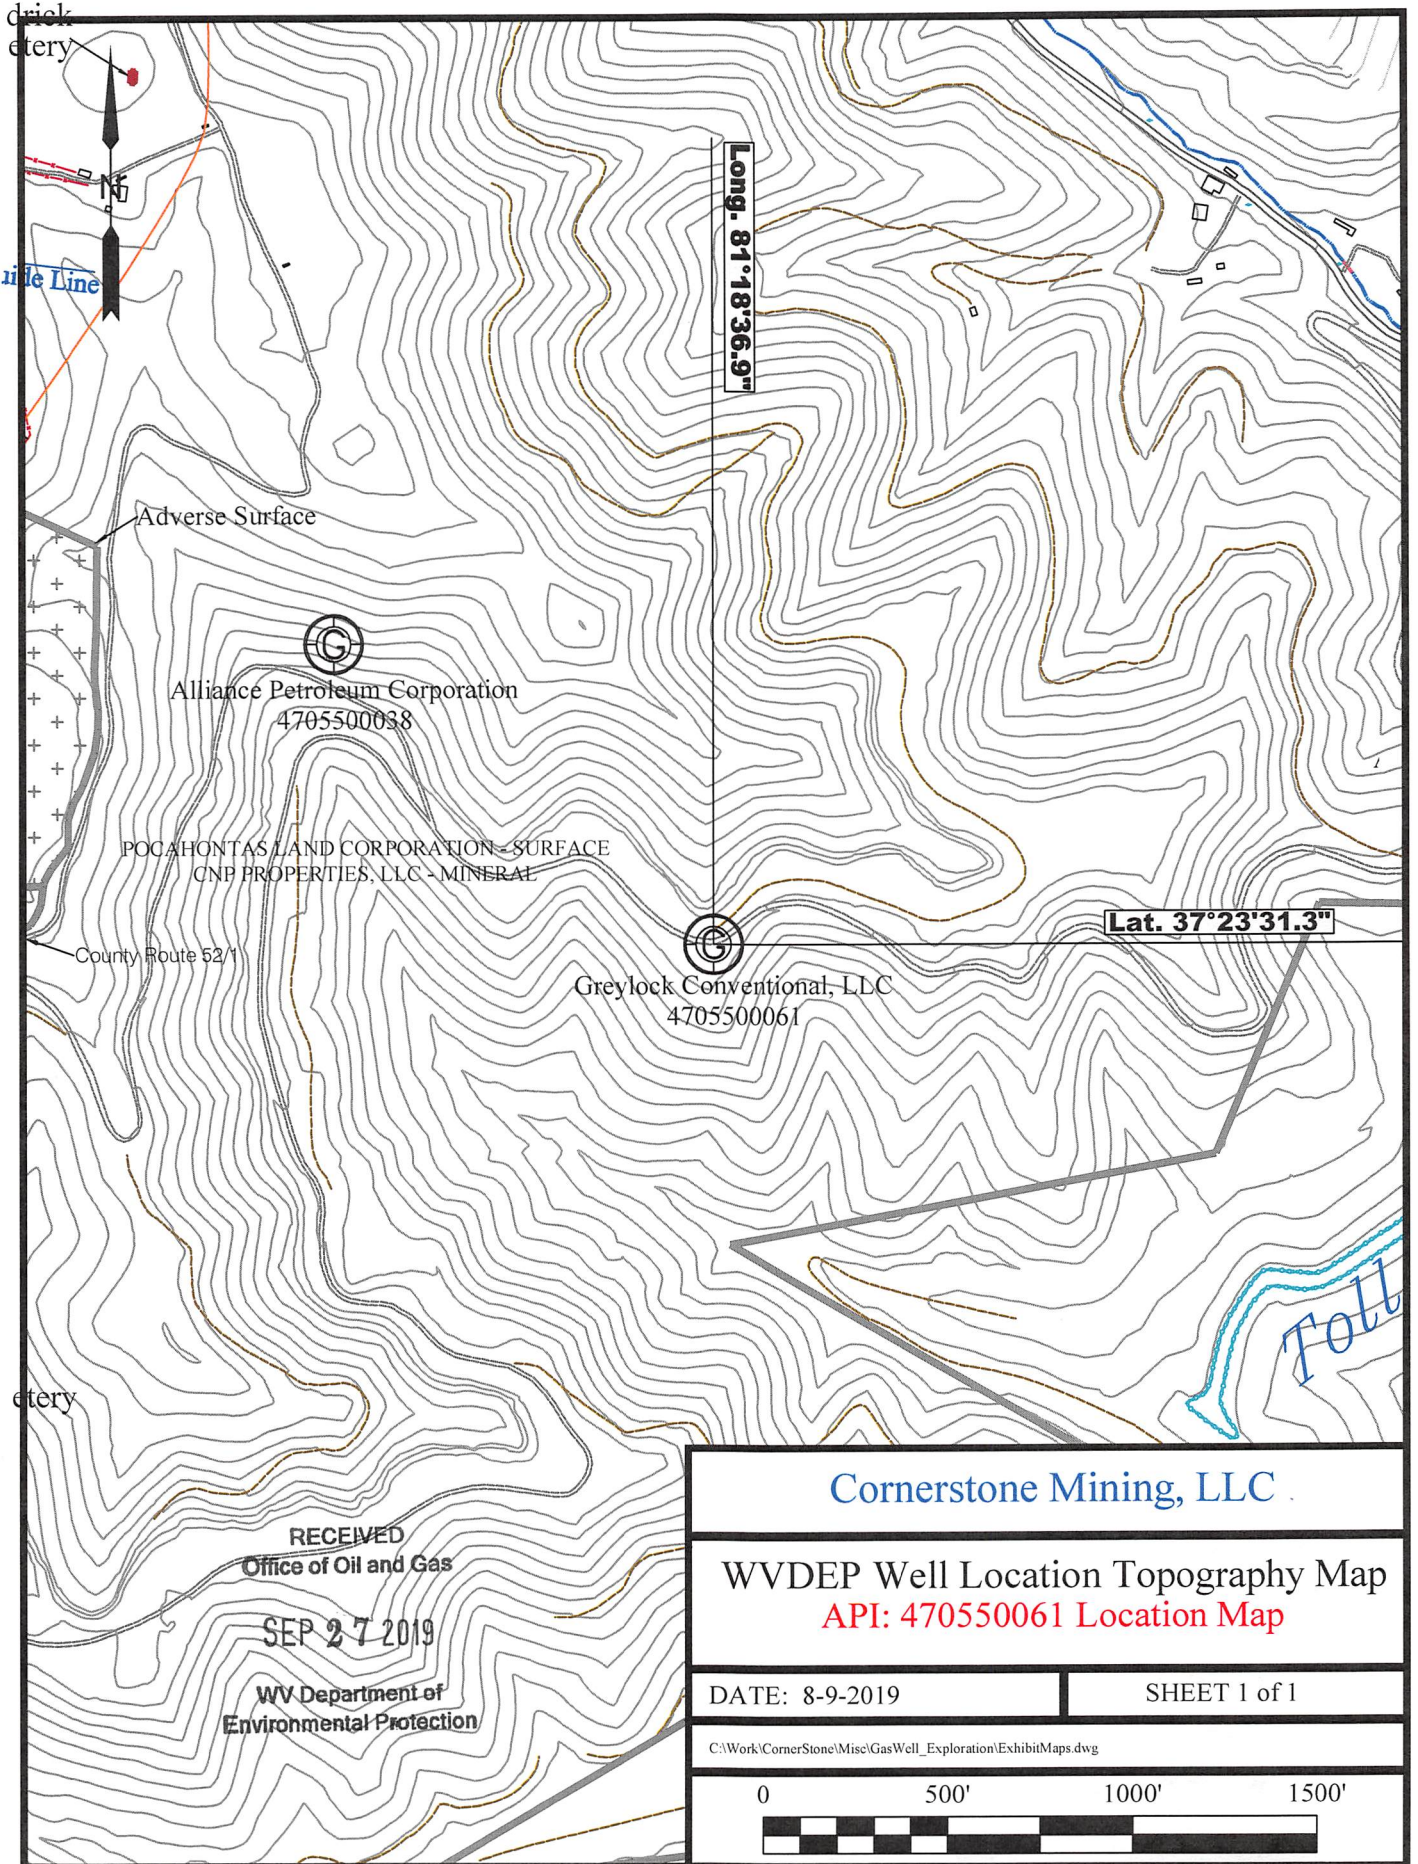 drick
etery
N
Line
Long. 81°18'36.9"
Adverse Surface
Alliance Petroleum Corporation
4705500038
POCAHONTAS LAND CORPORATION - SURFACE
CNP PROPERTIES, LLC - MINERAL
County Route 52/1
Lat. 37°23'31.3"
G
G
Greylock Conventional, LLC
4705500061
Toll
etery
RECEIVED
Office of Oil and Gas
SEP 27 2019
WV Department of
Environmental Protection
Cornerstone Mining, LLC
WVDEP Well Location Topography Map
API: 470550061 Location Map
DATE: 8-9-2019
SHEET 1 of 1
C:\Work\CornerStone\Misc\GasWell_Exploration\ExhibitMaps.dwg
0 500' 1000' 1500'